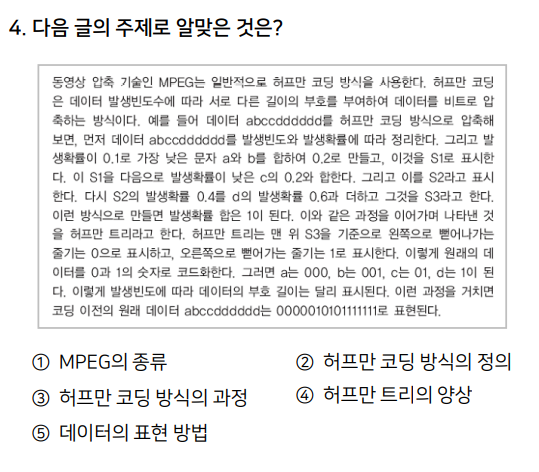 4. 다음 글의 주제로 알맞은 것은?
동영상 압축 기술인 MPEG는 일반적으로 허프만 코딩 방식을 사용한다. 허프만 코딩
은 데이터 발생빈도수에 따라 서로 다른 길이의 부호를 부여하여 데이터를 비트로 압
축하는 방식이다. 예를 들어 데이터 abccdddddd를 허프만 코딩 방식으로 압축해
보면, 먼저 데이터 abccdddddd를 발생빈도와 발생확률에 따라 정리한다. 그리고 발
생확률이 0.1로 가장 낮은 문자 a와 b를 합하여 0.2로 만들고, 이것을 S1로 표시한
다. 이 S1을 다음으로 발생확률이 낮은 c의 0.2와 합한다. 그리고 이를 S2라고 표시
한다. 다시 S2의 발생확률 0.4를 d의 발생확률 0.6과 더하고 그것을 S3라고 한다.
이런 방식으로 만들면 발생확률 합은 1이 된다. 이와 같은 과정을 이어가며 나타낸 것
을 허프만 트리라고 한다. 허프만 트리는 맨 위 S3을 기준으로 왼쪽으로 뻗어나가는
줄기는 0으로 표시하고, 오른쪽으로 뻗어가는 줄기는 1로 표시한다. 이렇게 원래의 데
이터를 0과 1의 숫자로 코드화한다. 그러면 a는 000, b는 001, c는 01, d는 1이 된
다. 이렇게 발생빈도에 따라 데이터의 부호 길이는 달리 표시된다. 이런 과정을 거치면
코딩 이전의 원래 데이터 abccdddddd는 0000010101111111로 표현된다.
① MPEG의 종류 ② 허프만 코딩 방식의 정의
③ 허프만 코딩 방식의 과정 ④ 허프만 트리의 양상
⑤ 데이터의 표현 방법